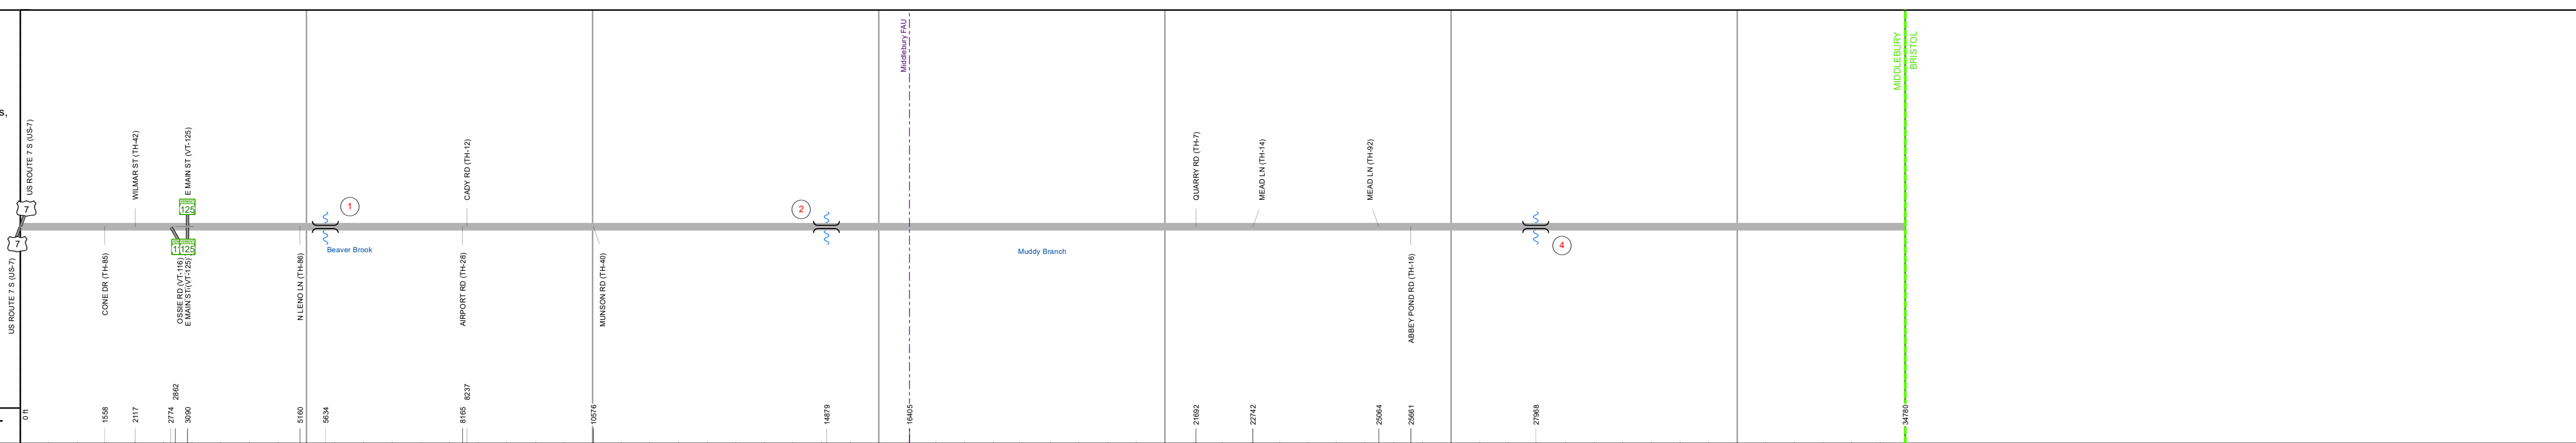 s,
US ROUTE 7 S (US-7)
WILMAR ST (TH-42)
E MAIN ST (VT-125)
CADY RD (TH-12)
Middlebury FAU
QUARRY RD (TH-7)
MEAD LN (TH-14)
MEAD LN (TH-92)
MIDDLEBURY
BRISTOL
7
125
1
2
7
125
Beaver Brook
Muddy Branch
4
US ROUTE 7 S (US-7)
CONE DR (TH-85)
OSSIE RD (VT-116)
E MAIN ST (VT-125)
N LENO LN (TH-86)
AIRPORT RD (TH-28)
MUNSON RD (TH-40)
ABBEY POND RD (TH-16)
0 ft
1558
2117
2774
2862
3090
5160
5634
8165
8237
10576
14879
16405
21692
22742
25064
25661
27968
34780